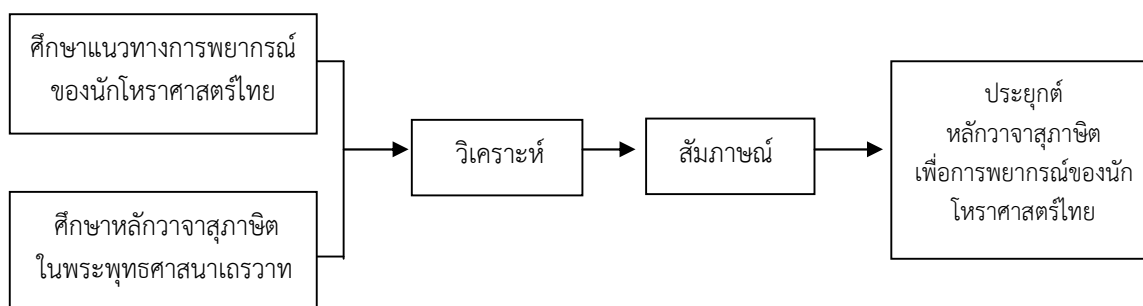 ศึกษาแนวทางการพยากรณ์
ของนักโหราศาสตร์ไทย
ศึกษาหลักวาจาสุภาษิต
ในพระพุทธศาสนาเถรวาท
วิเคราะห์
สัมภาษณ์
ประยุกต์
หลักวาจาสุภาษิต
เพื่อการพยากรณ์ของนัก
โหราศาสตร์ไทย